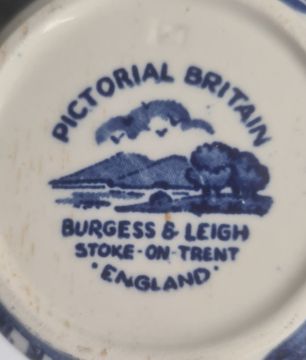 PICTORIAL BRITAIN
BURGESS & LEIGH
STOKE-ON-TRENT
·ENGLAND·